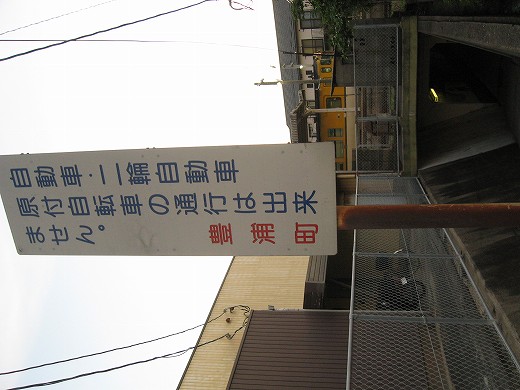 自動車・二輪自動車
原付自転車の通行は出来
ません。
豊浦町